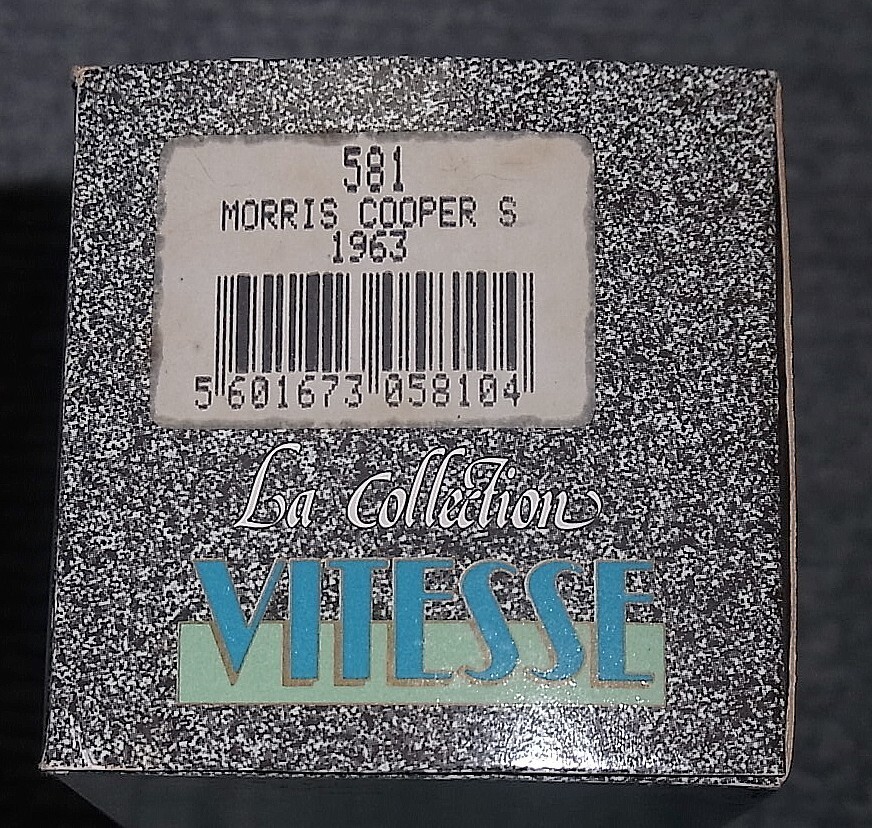 581
MORRIS COOPER S
1963
5 601673 058104
La Collection
VITESSE